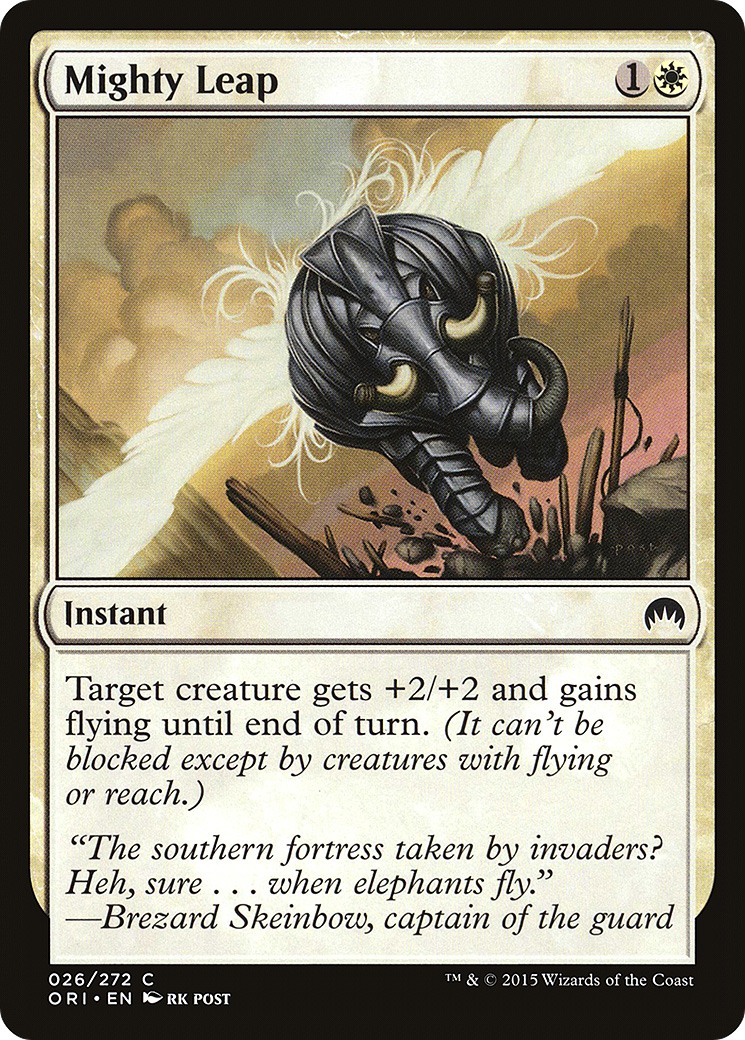 Mighty Leap 1
post
Instant
Target creature gets +2/+2 and gains
flying until end of turn. (It can't be
blocked except by creatures with flying
or reach.)
“The southern fortress taken by invaders?
Heh, sure . . . when elephants fly.”
—Brezard Skeinbow, captain of the guard
026/272 C
ORI • EN RK POST
™ & © 2015 Wizards of the Coast